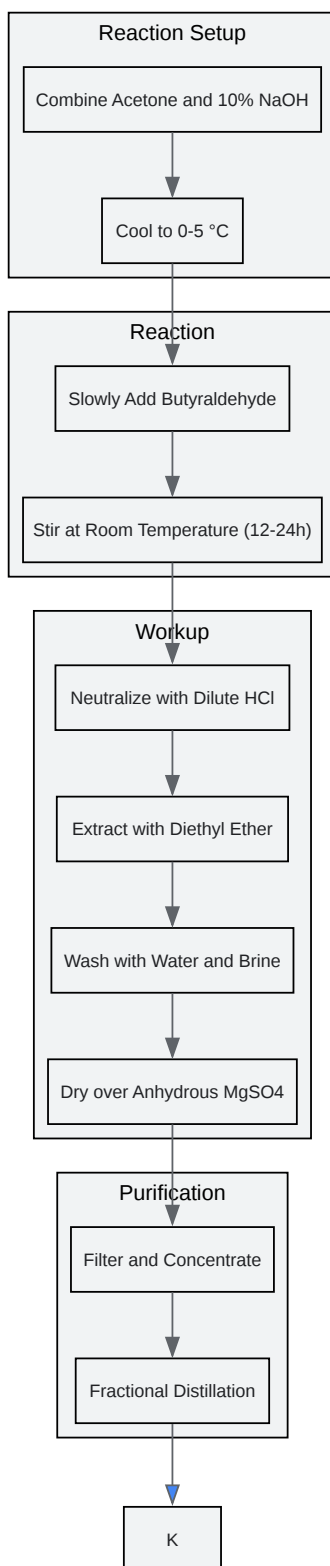 Reaction Setup
Combine Acetone and 10% NaOH
Cool to 0-5 °C
Reaction
Slowly Add Butyraldehyde
Stir at Room Temperature (12-24h)
Workup
Neutralize with Dilute HCl
Extract with Diethyl Ether
Wash with Water and Brine
Dry over Anhydrous MgSO4
Purification
Filter and Concentrate
Fractional Distillation
K